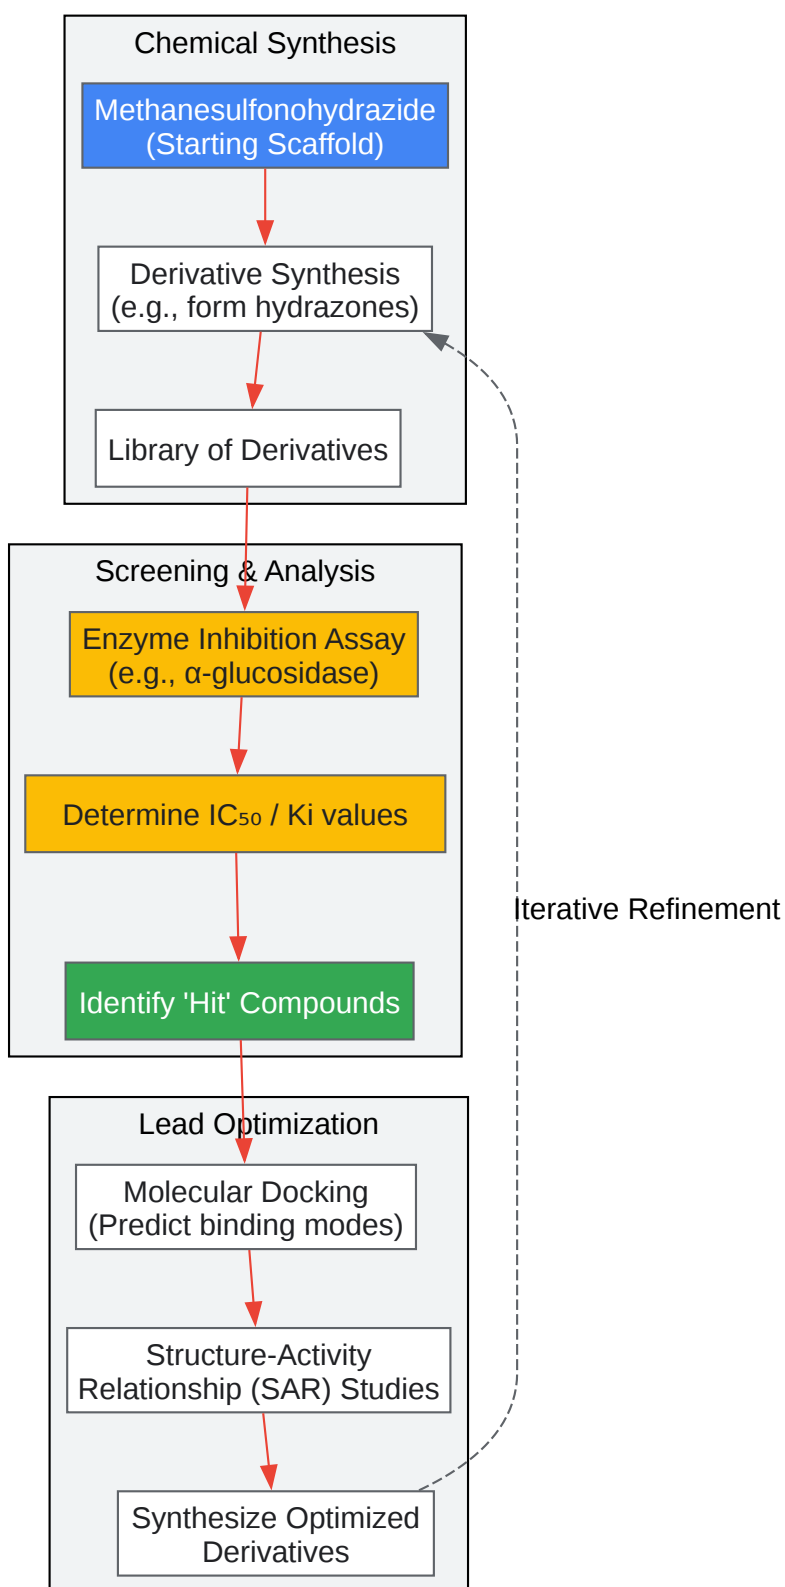 Chemical Synthesis
Methanesulfonohydrazide
(Starting Scaffold)
Derivative Synthesis
(e.g., form hydrazones)
Library of Derivatives
Screening & Analysis
Enzyme Inhibition Assay
(e.g., α-glucosidase)
Determine IC₅₀ / Ki values
Iterative Refinement
Identify 'Hit' Compounds
Lead Optimization
Molecular Docking
(Predict binding modes)
Structure-Activity
Relationship (SAR) Studies
Synthesize Optimized
Derivatives